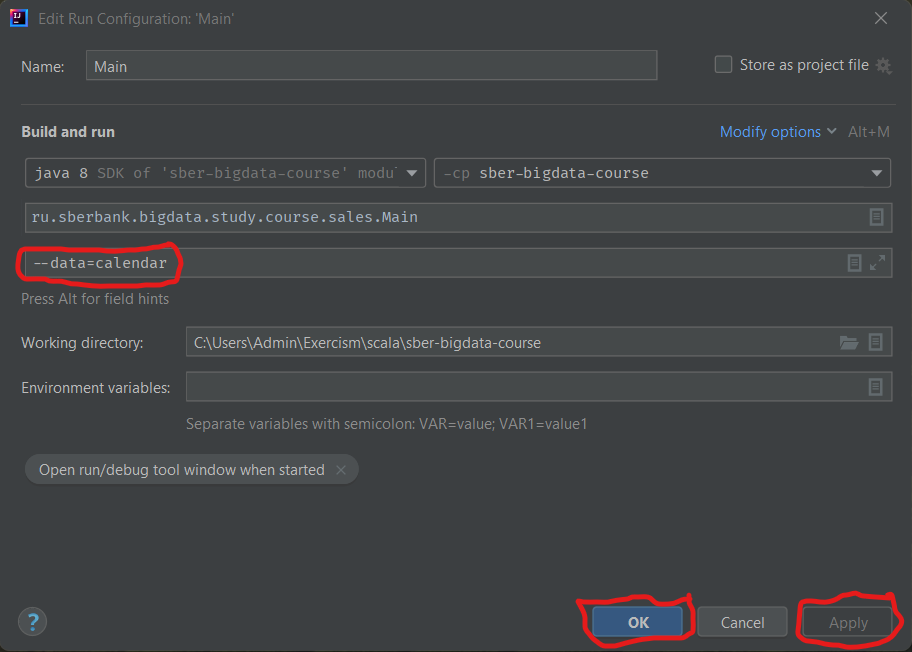 Edit Run Configuration: 'Main'
Name: Main Store as project file
Build and run Modify options Alt+M
java 8 SDK of 'sber-bigdata-course' modul -cp sber-bigdata-course
ru.sberbank.bigdata.study.course.sales.Main
--data=calendar
Press Alt for field hints
Working directory: C:\Users\Admin\Exercism\scala\sber-bigdata-course
Environment variables:
Separate variables with semicolon: VAR=value; VAR1=value1
Open run/debug tool window when started
? OK Cancel Apply